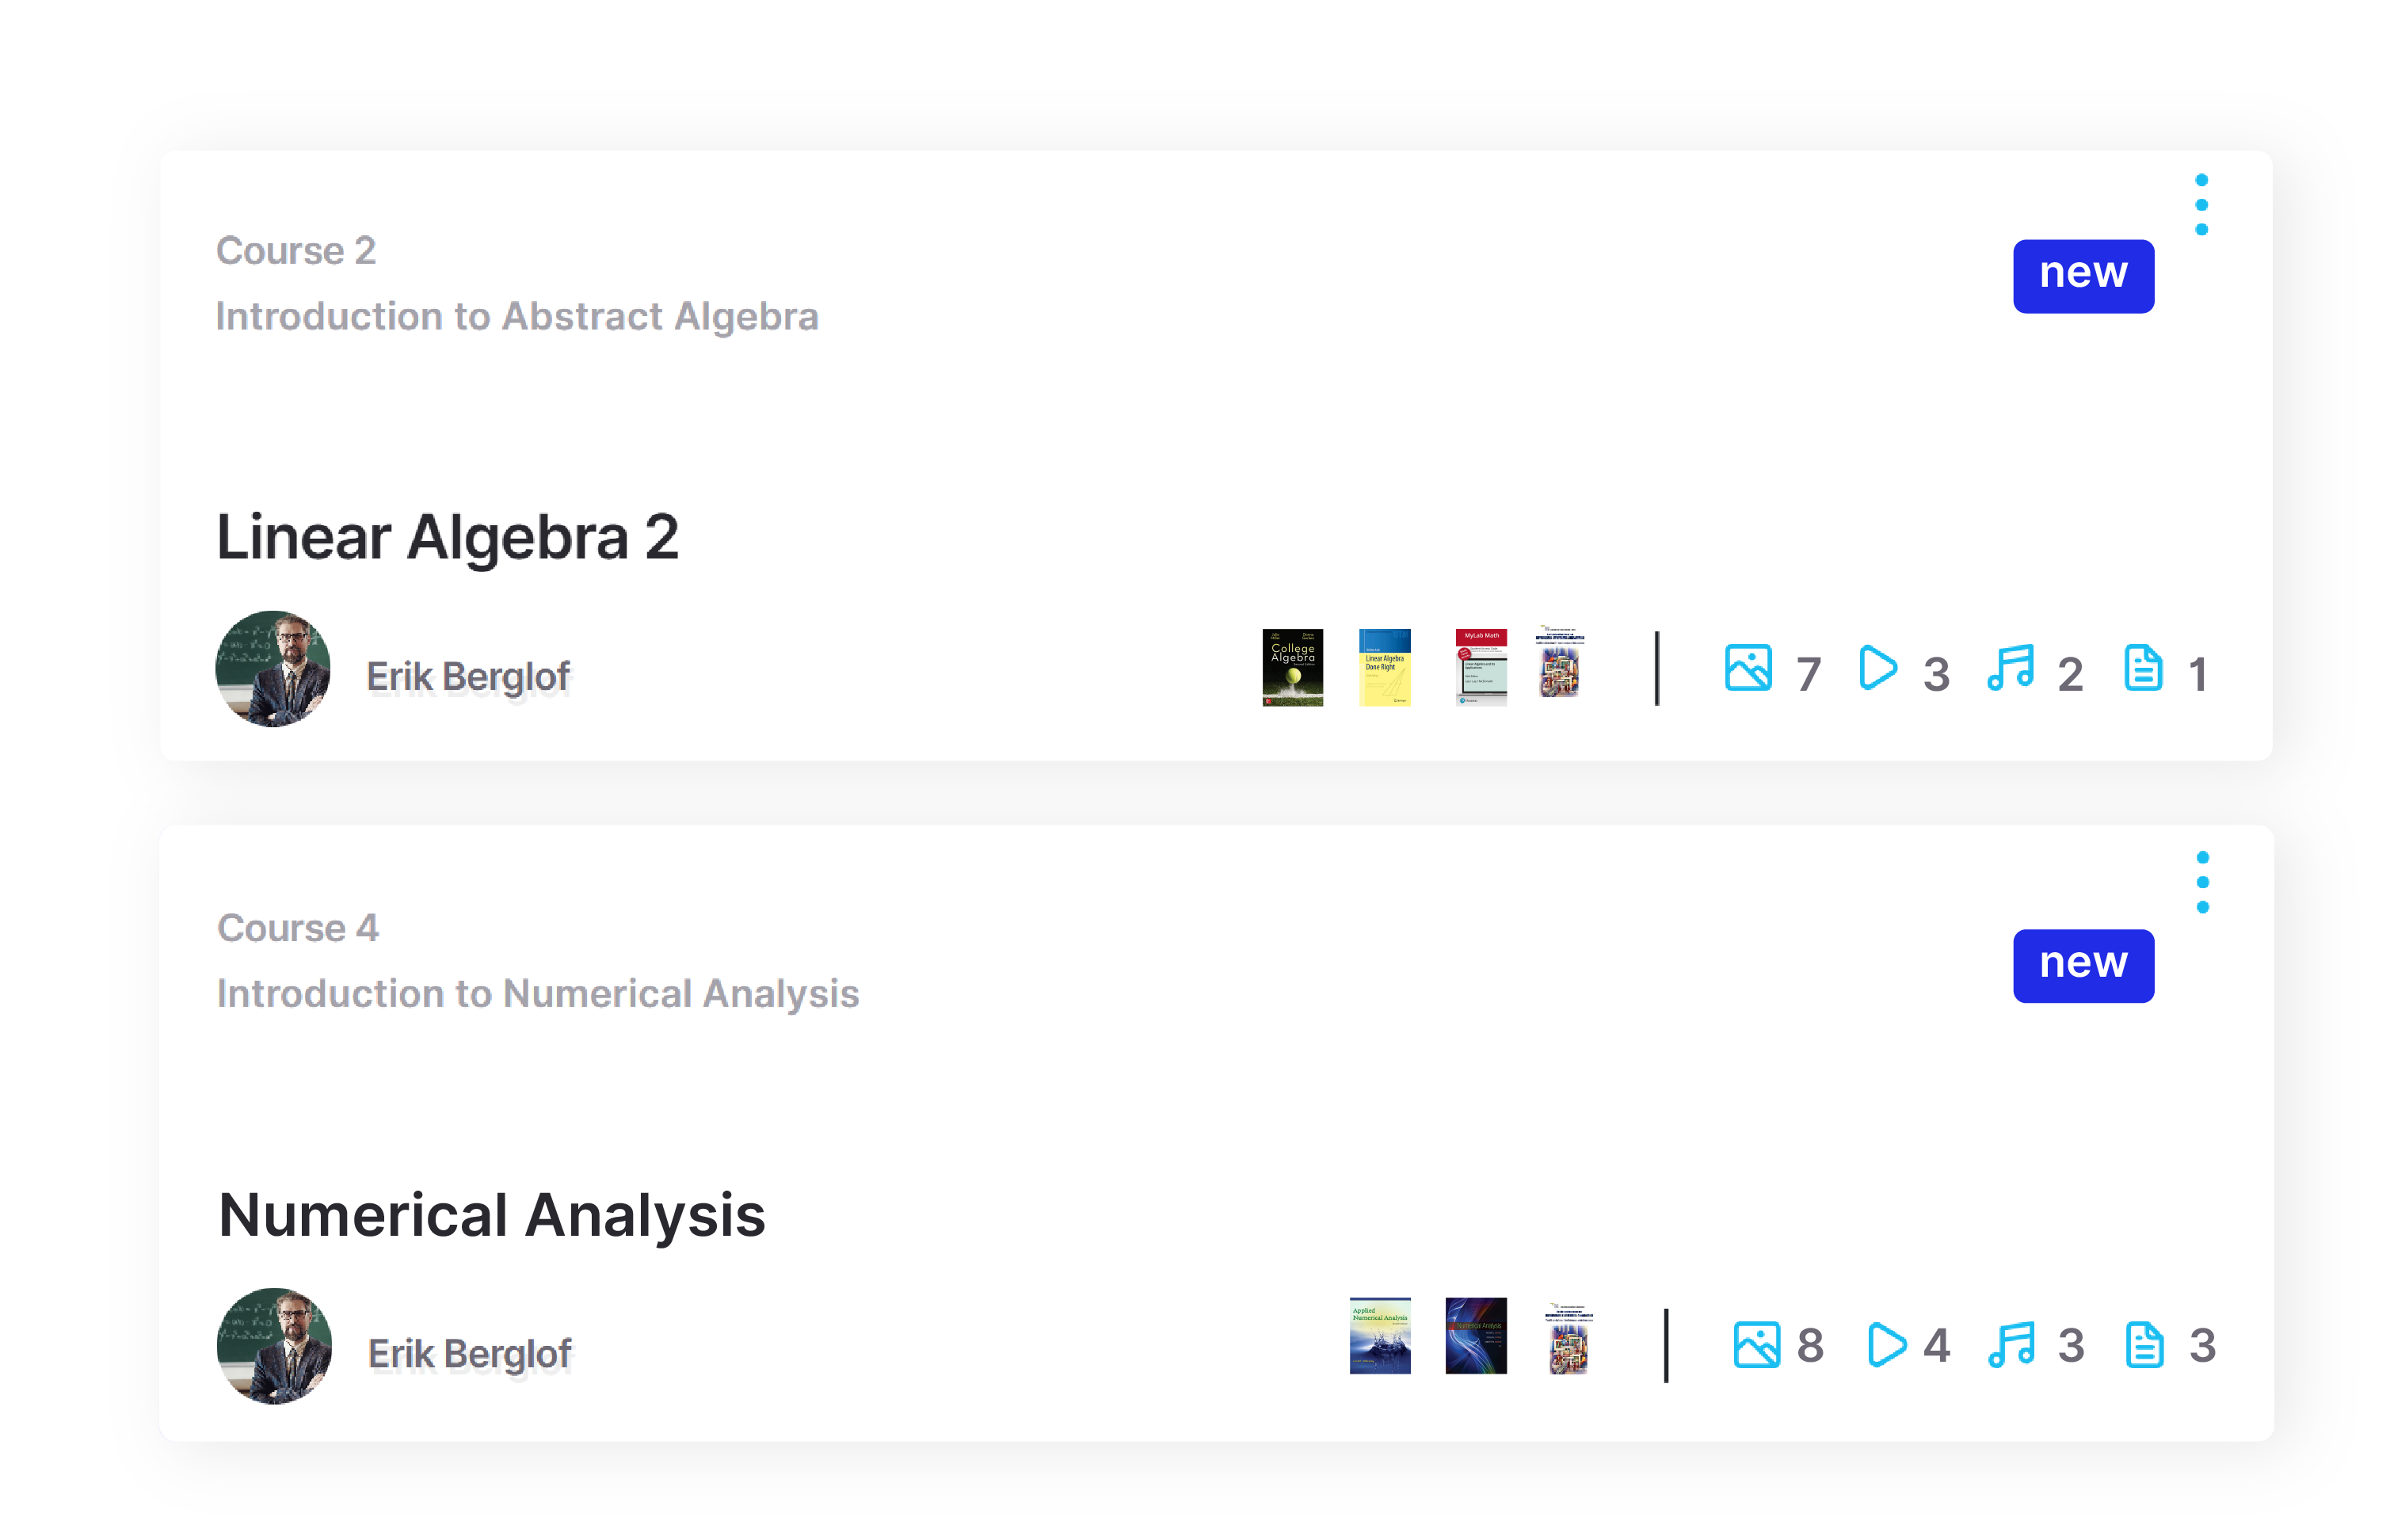 Course 2
new
Introduction to Abstract Algebra
Linear Algebra 2
Erik Berglof
College
Algebra
Linear Algebra
Done Right
MyLab Math
7
3
2
1
Course 4
new
Introduction to Numerical Analysis
Numerical Analysis
Erik Berglof
Applied
Numerical Analysis
Numerical Analysis
8
4
3
3